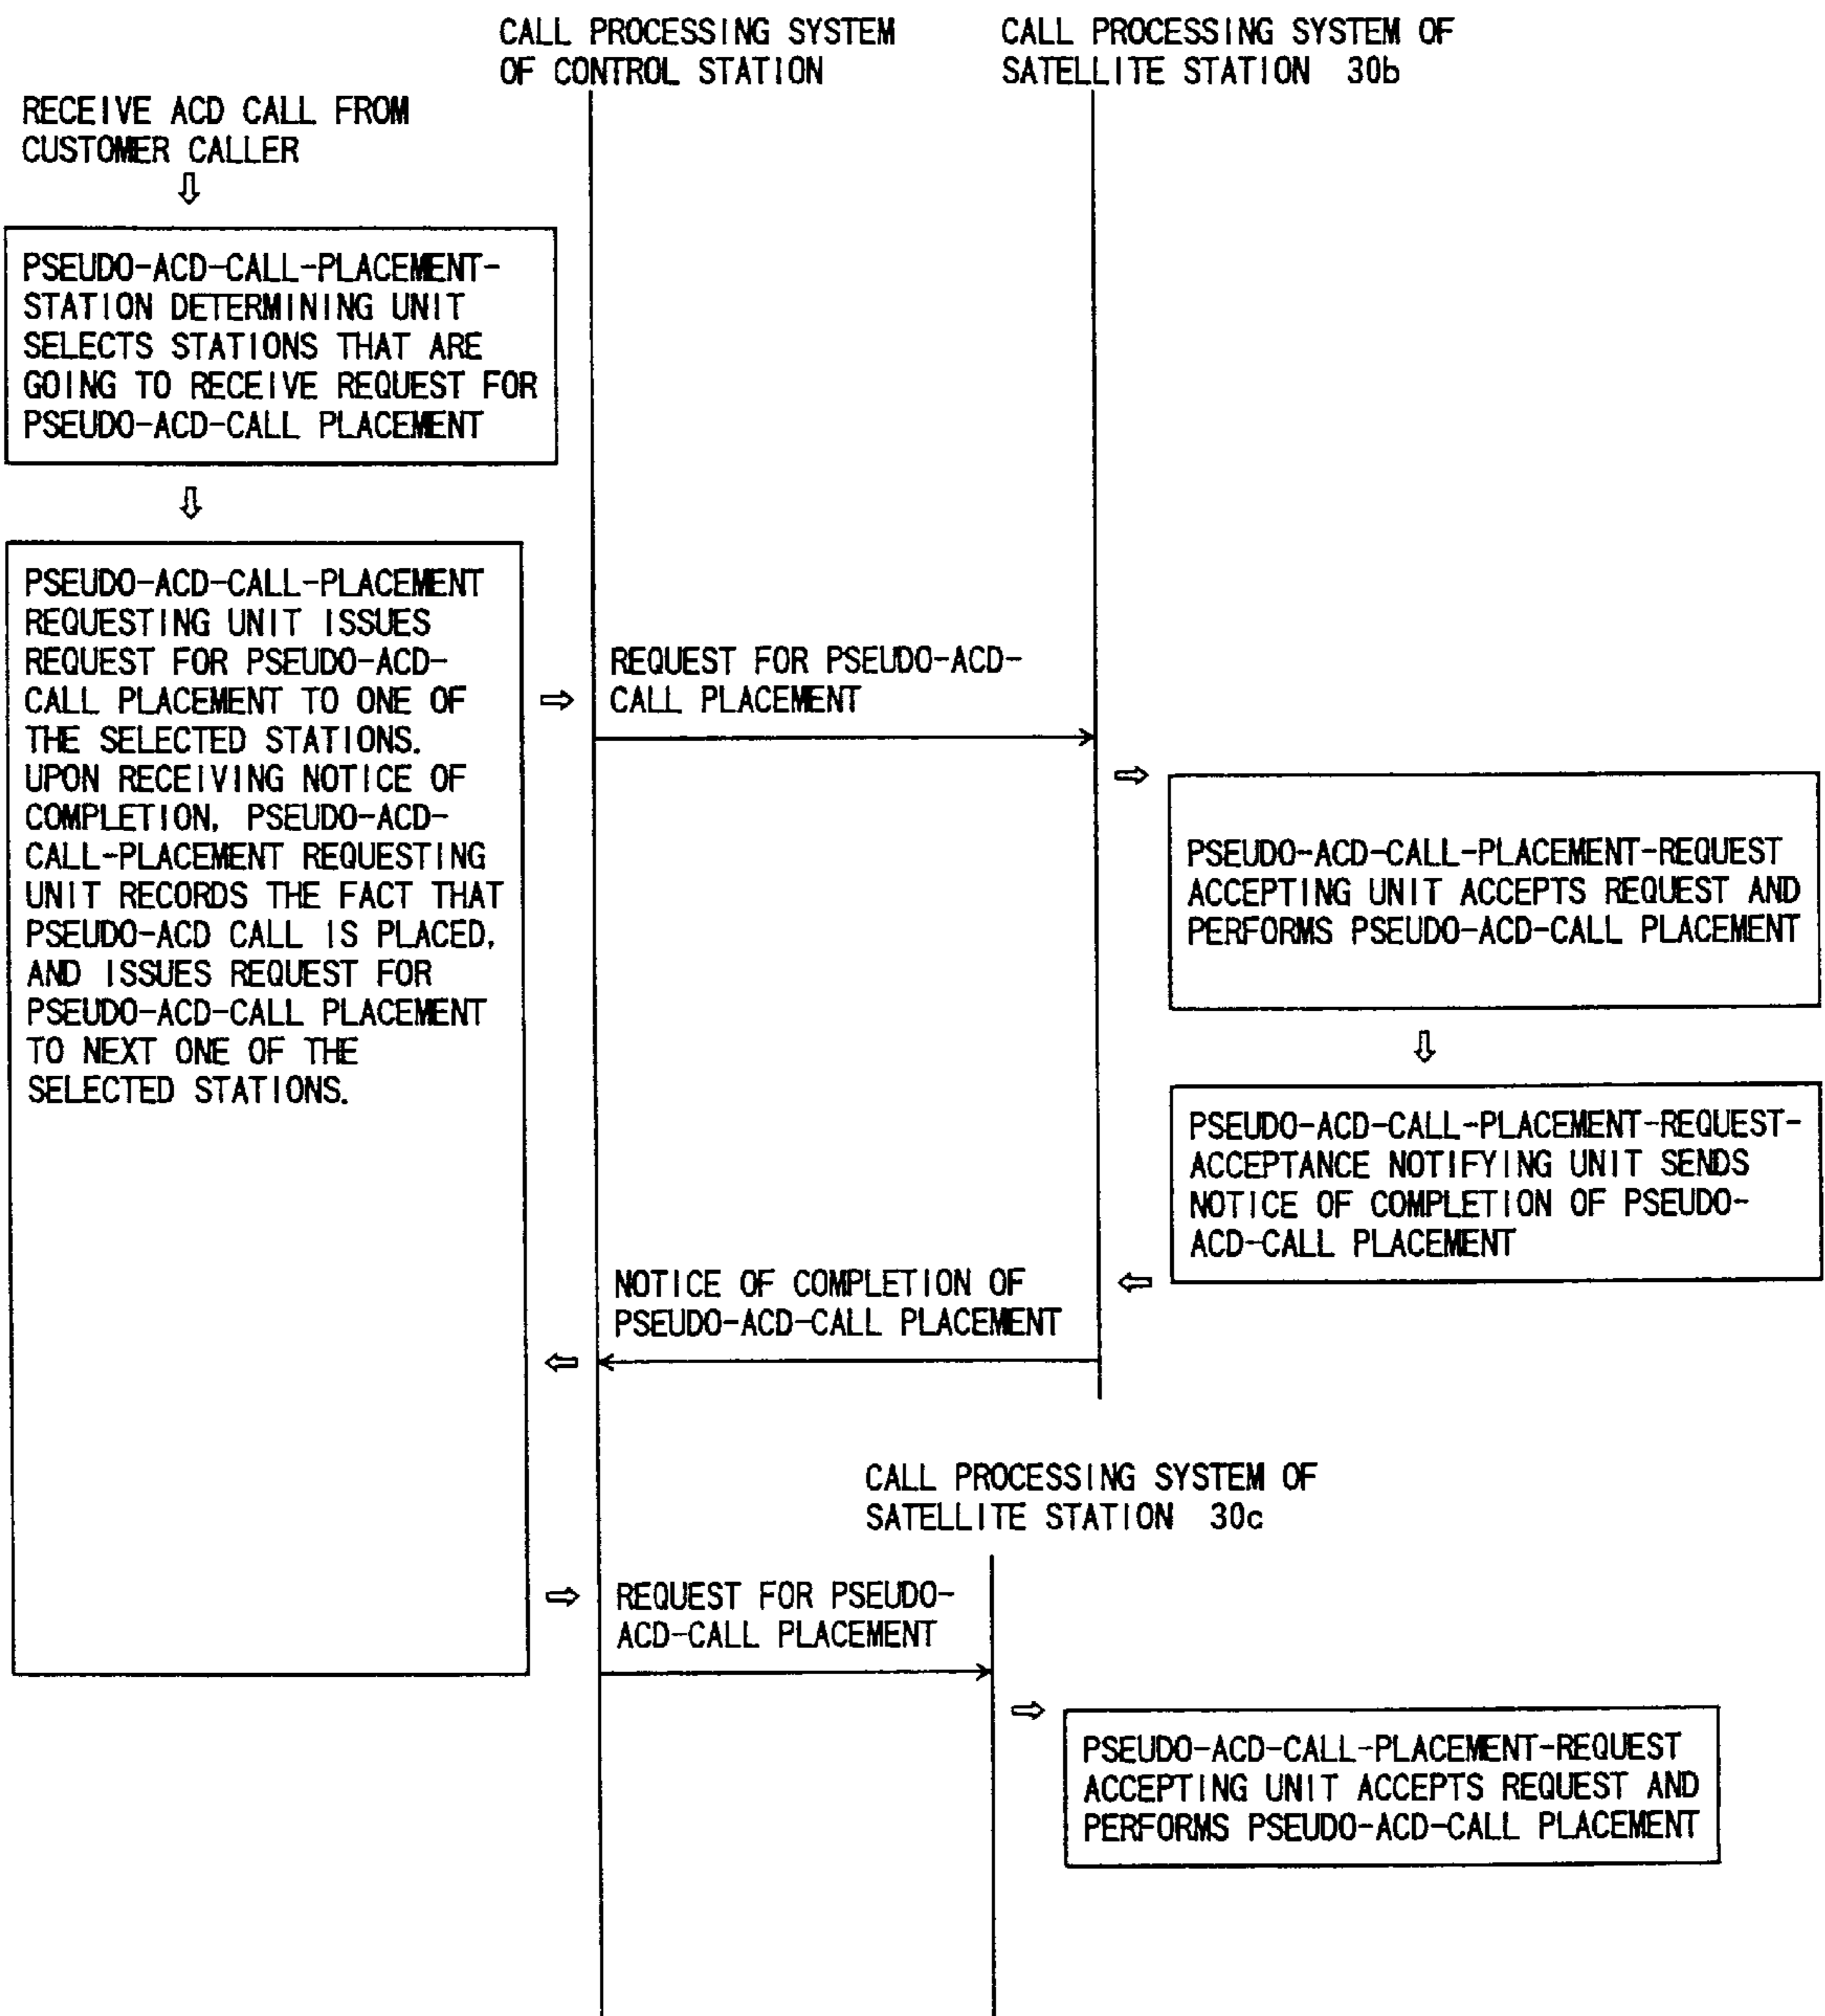 CALL PROCESSING SYSTEM
OF CONTROL STATION
CALL PROCESSING SYSTEM OF
SATELLITE STATION 30b
RECEIVE ACD CALL FROM
CUSTOMER CALLER
PSEUDO-ACD-CALL-PLACEMENT-
STATION DETERMINING UNIT
SELECTS STATIONS THAT ARE
GOING TO RECEIVE REQUEST FOR
PSEUDO-ACD-CALL PLACEMENT
PSEUDO-ACD-CALL-PLACEMENT
REQUESTING UNIT ISSUES
REQUEST FOR PSEUDO-ACD-
CALL PLACEMENT TO ONE OF
THE SELECTED STATIONS.
UPON RECEIVING NOTICE OF
COMPLETION, PSEUDO-ACD-
CALL-PLACEMENT REQUESTING
UNIT RECORDS THE FACT THAT
PSEUDO-ACD CALL IS PLACED,
AND ISSUES REQUEST FOR
PSEUDO-ACD-CALL PLACEMENT
TO NEXT ONE OF THE
SELECTED STATIONS.
REQUEST FOR PSEUDO-ACD-
CALL PLACEMENT
PSEUDO-ACD-CALL-PLACEMENT-REQUEST
ACCEPTING UNIT ACCEPTS REQUEST AND
PERFORMS PSEUDO-ACD-CALL PLACEMENT
PSEUDO-ACD-CALL-PLACEMENT-REQUEST-
ACCEPTANCE NOTIFYING UNIT SENDS
NOTICE OF COMPLETION OF PSEUDO-
ACD-CALL PLACEMENT
NOTICE OF COMPLETION OF
PSEUDO-ACD-CALL PLACEMENT
CALL PROCESSING SYSTEM OF
SATELLITE STATION 30c
REQUEST FOR PSEUDO-
ACD-CALL PLACEMENT
PSEUDO-ACD-CALL-PLACEMENT-REQUEST
ACCEPTING UNIT ACCEPTS REQUEST AND
PERFORMS PSEUDO-ACD-CALL PLACEMENT